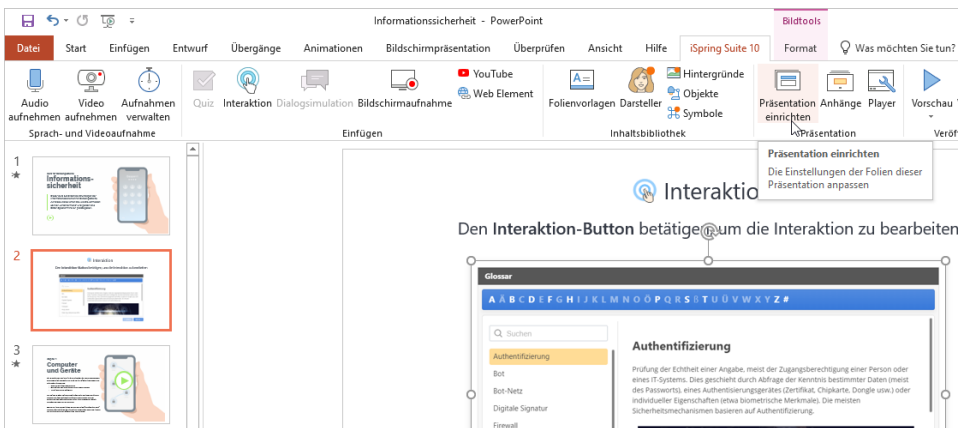 Informationssicherheit - PowerPoint
Bildtools
Datei Start Einfügen Entwurf Übergänge Animationen Bildschirmpräsentation Überprüfen Ansicht Hilfe iSpring Suite 10 Format Was möchten Sie tun?
Audio aufnehmen
Video aufnehmen
Aufnahmen verwalten
Quiz
Interaktion
Dialogsimulation
Bildschirmaufnahme
YouTube
Web Element
Folienvorlagen
Darsteller
Hintergründe
Objekte
Symbole
Präsentation einrichten
Anhänge
Player
Vorschau
Sprach- und Videoaufnahme
Einfügen
Inhaltsbibliothek
Präsentation
Veröf
Präsentation einrichten
Die Einstellungen der Folien dieser
Präsentation anpassen
1
Informations-
sicherheit
2
Interaktion
3
Computer
und Geräte
Interaktio
Den Interaktion-Button betätigen, um die Interaktion zu bearbeiten
Glossar
A Ä B C D E F G H I J K L M N O Ö P Q R S ß T U Ü V W X Y Z #
Suchen
Authentifizierung
Bot
Bot-Netz
Digitale Signatur
Firewall
Authentifizierung
Prüfung der Echtheit einer Angabe, meist der Zugangsberechtigung einer Person oder
eines IT-Systems. Dies geschieht durch Abfrage der Kenntnis bestimmter Daten (meist
des Passworts), eines Authentisierungsgerätes (Zertifikat, Chipkarte, Dongle usw.) oder
individueller Eigenschaften (etwa biometrische Merkmale). Die meisten
Sicherheitsmechanismen basieren auf Authentifizierung.